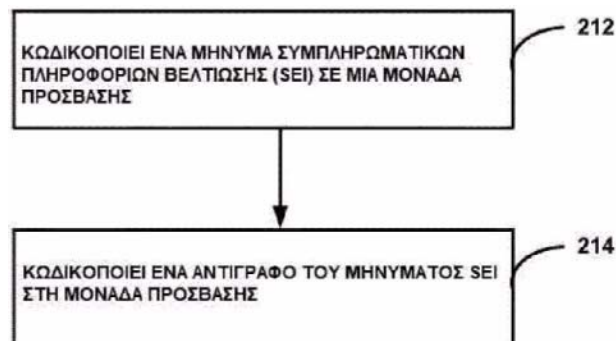 212
ΚΩΔΙΚΟΠΟΙΕΙ ΕΝΑ ΜΗΝΥΜΑ ΣΥΜΠΛΗΡΩΜΑΤΙΚΩΝ
ΠΛΗΡΟΦΟΡΙΩΝ ΒΕΛΤΙΩΣΗΣ (SEI) ΣΕ ΜΙΑ ΜΟΝΑΔΑ
ΠΡΟΣΒΑΣΗΣ
214
ΚΩΔΙΚΟΠΟΙΕΙ ΕΝΑ ΑΝΤΙΓΡΑΦΟ ΤΟΥ ΜΗΝΥΜΑΤΟΣ SEI
ΣΤΗ ΜΟΝΑΔΑ ΠΡΟΣΒΑΣΗΣ